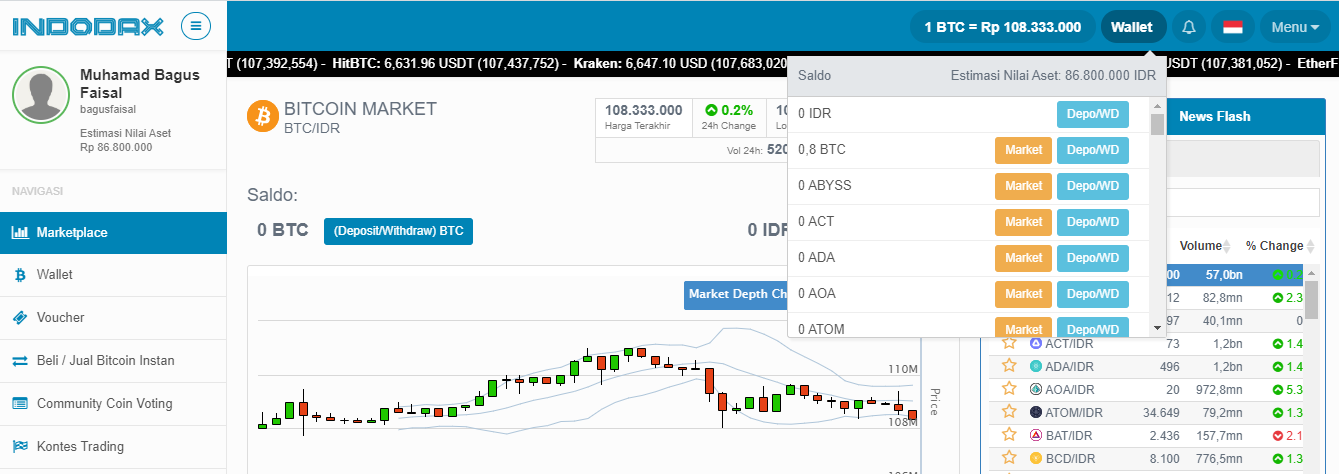 INDODAX
1 BTC = Rp 108.333.000
Wallet
Menu
T (107,392,554) - HitBTC: 6,631.96 USDT (107,437,752) - Kraken: 6,647.10 USD (107,683,020
USDT (107,381,052) - EtherF
Muhamad Bagus
Faisal
bagusfaisal
Estimasi Nilai Aset
Rp 86.800.000
NAVIGASI
Marketplace
Wallet
Voucher
Beli / Jual Bitcoin Instan
Community Coin Voting
Kontes Trading
BITCOIN MARKET
BTC/IDR
108.333.000
Harga Terakhir
0.2%
24h Change
10
Lo
Vol 24h: 520
Saldo:
0 BTC
(Deposit/Withdraw) BTC
0 IDR
Market Depth Ch
110M
108M
Price
Saldo
Estimasi Nilai Aset: 86.800.000 IDR
0 IDR Depo/WD
0,8 BTC Market Depo/WD
0 ABYSS Market Depo/WD
0 ACT Market Depo/WD
0 ADA Market Depo/WD
0 AOA Market Depo/WD
0 ATOM Market Depo/WD
News Flash
Volume % Change
00 57,0bn 0.2
12 82,8mn 2.3
97 40,1mn 0
ACT/IDR 73 1,2bn 1.4
ADA/IDR 496 1,2bn 1.4
AOA/IDR 20 972,8mn 5.3
ATOM/IDR 34.649 79,2mn 1.3
BAT/IDR 2.436 157,7mn 2.1
BCD/IDR 8.100 776,5mn 1.3